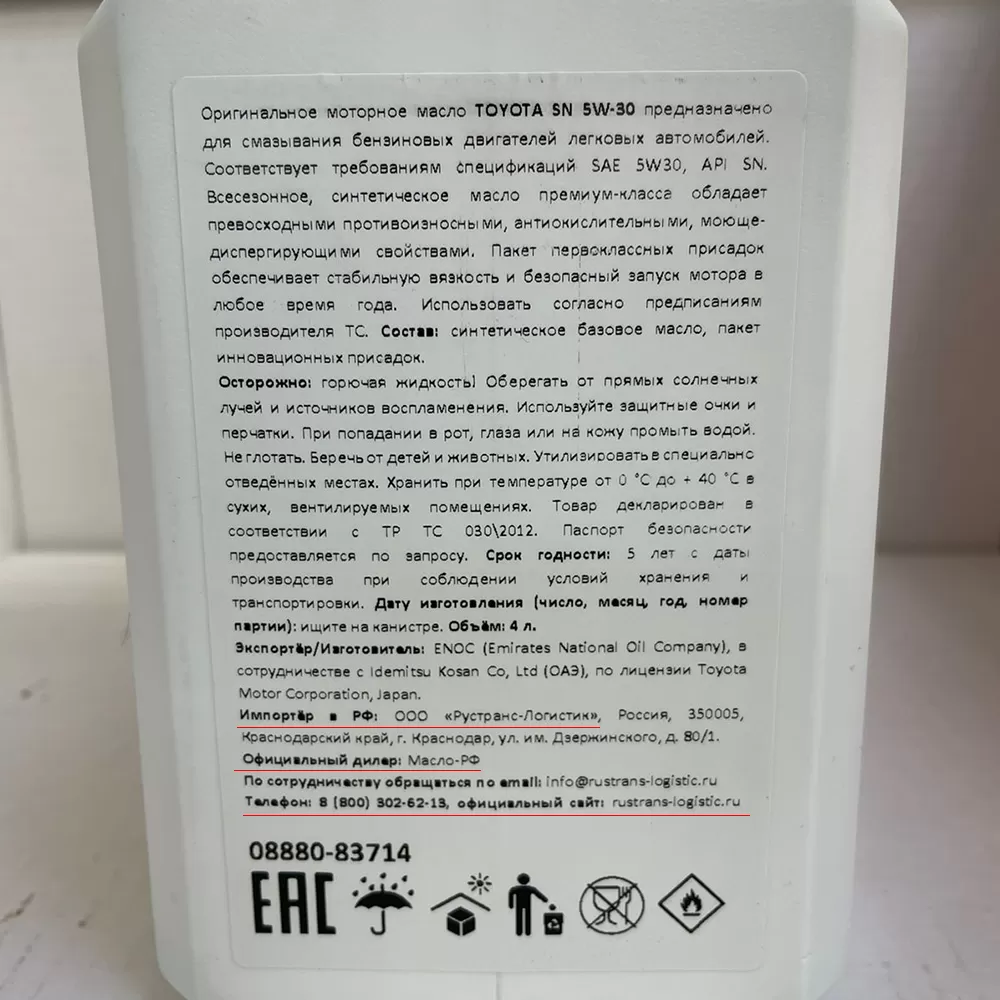 Оригинальное моторное масло TOYOTA SN 5W-30 предназначено
для смазывания бензиновых двигателей легковых автомобилей.
Соответствует требованиям спецификаций SAE 5W30, API SN.
Всесезонное, синтетическое масло премиум-класса обладает
превосходными противоизносными, антиокислительными, моюще-
диспергирующими свойствами. Пакет первоклассных присадок
обеспечивает стабильную вязкость и безопасный запуск мотора в
любое время года. Использовать согласно предписаниям
производителя ТС. Состав: синтетическое базовое масло, пакет
инновационных присадок.
Осторожно: горючая жидкость! Оберегать от прямых солнечных
лучей и источников воспламенения. Используйте защитные очки и
перчатки. При попадании в рот, глаза или на кожу промыть водой.
Не глотать. Беречь от детей и животных. Утилизировать в специально
отведённых местах. Хранить при температуре от 0 °C до + 40 °C в
сухих, вентилируемых помещениях. Товар декларирован в
соответствии с ТР ТС 030\2012. Паспорт безопасности
предоставляется по запросу. Срок годности: 5 лет с даты
производства при соблюдении условий хранения и
транспортировки. Дату изготовления (число, месяц, год, номер
партии): ищите на канистре. Объём: 4 л.
Экспортёр/Изготовитель: ENOC (Emirates National Oil Company), в
сотрудничестве с Idemitsu Kosan Co, Ltd (ОАЭ), по лицензии Toyota
Motor Corporation, Japan.
Импортёр в РФ: ООО «Рустранс-Логистик», Россия, 350005,
Краснодарский край, г. Краснодар, ул. им. Дзержинского, д. 80/1.
Официальный дилер: Масло-РФ
По сотрудничеству обращаться по email: info@rustrans-logistic.ru
Телефон: 8 (800) 302-62-13, официальный сайт: rustrans-logistic.ru
08880-83714
EAC